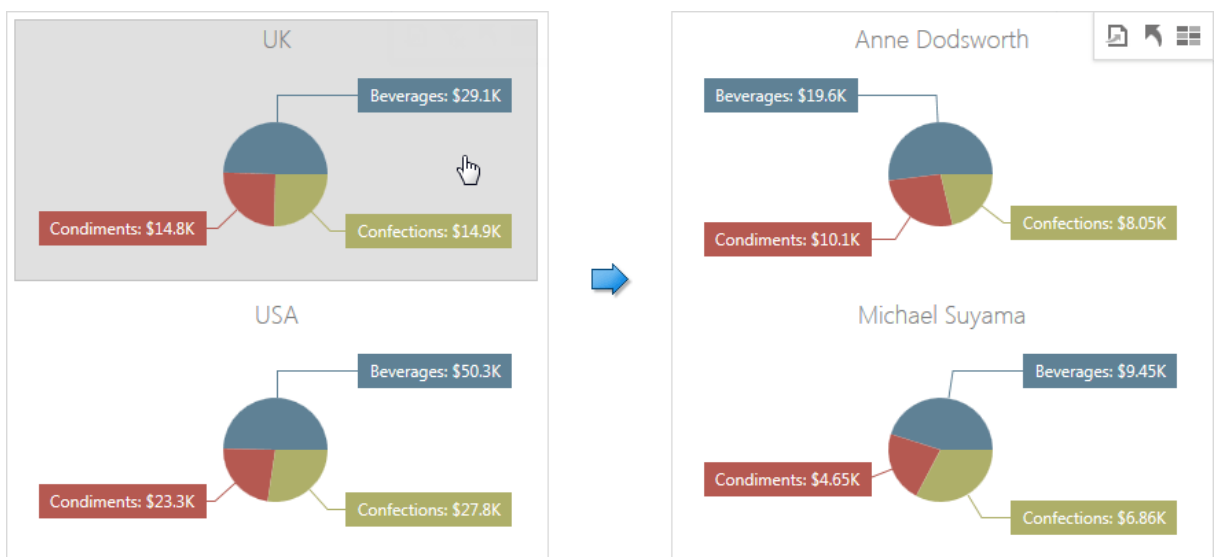 UK
Beverages: $29.1K
Condiments: $14.8K
Confections: $14.9K
USA
Beverages: $50.3K
Condiments: $23.3K
Confections: $27.8K
Anne Dodsworth
Beverages: $19.6K
Confections: $8.05K
Condiments: $10.1K
Michael Suyama
Beverages: $9.45K
Condiments: $4.65K
Confections: $6.86K